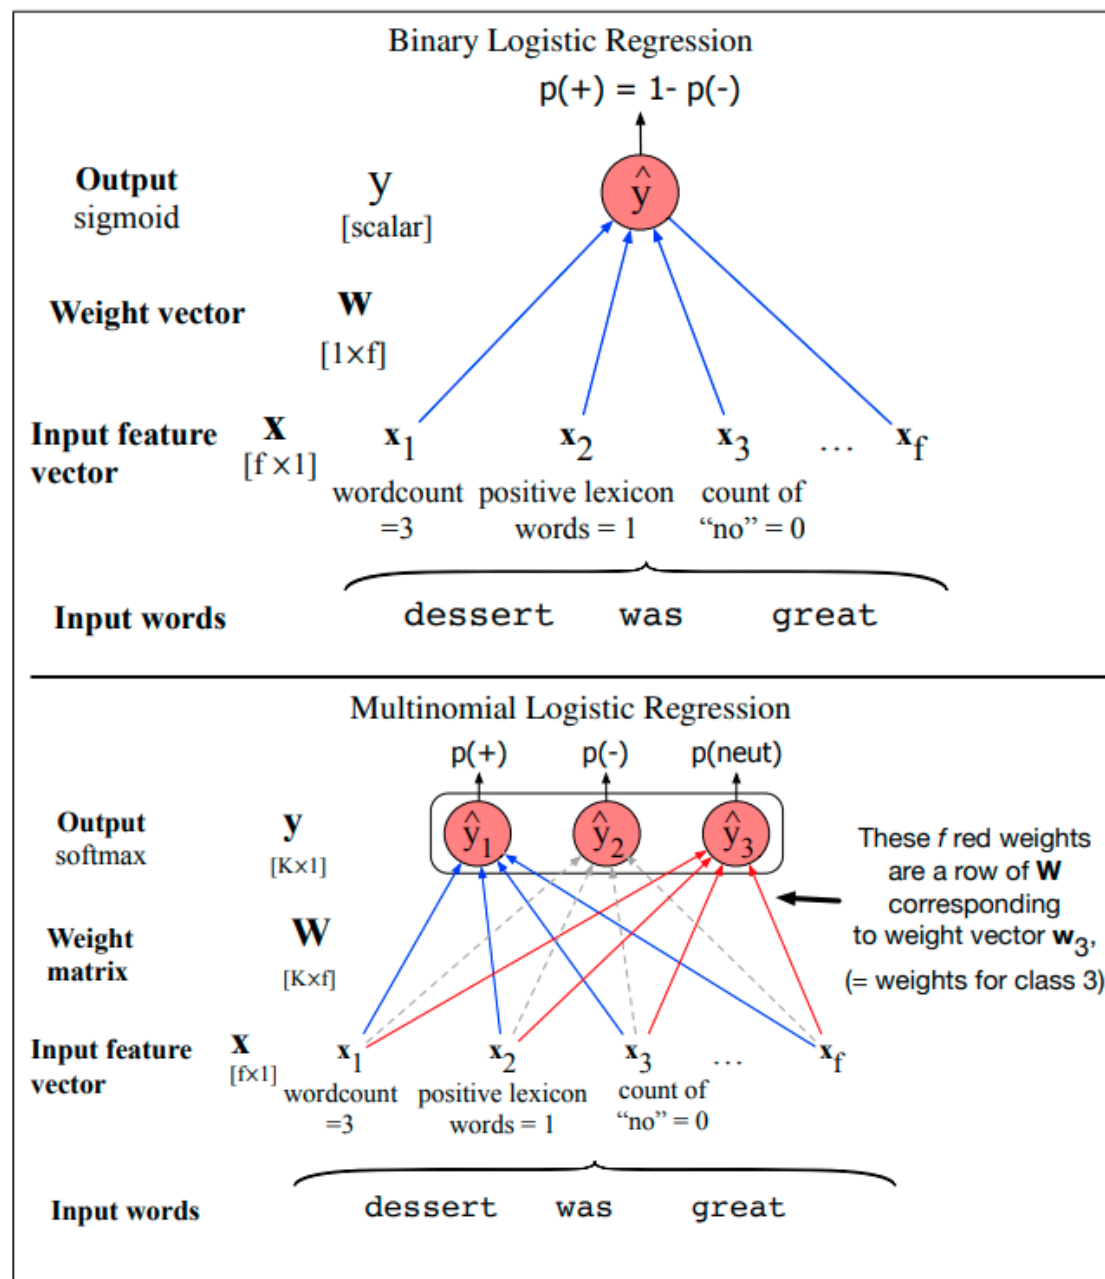 Binary Logistic Regression
p(+) = 1- p(-)
Output
sigmoid
y
[scalar]
ŷ
Weight vector
w
[1×f]
Input feature
vector
x
[f ×1]
x1 x2 x3 … xf
wordcount
=3
positive lexicon
words = 1
count of
“no” = 0
Input words
dessert was great
Multinomial Logistic Regression
p(+) p(-) p(neut)
Output
softmax
y
[K×1]
ŷ1 ŷ2 ŷ3
These f red weights
are a row of W
corresponding
to weight vector w3,
(= weights for class 3)
Weight
matrix
W
[K×f]
Input feature
vector
x
[f×1]
x1 x2 x3 … xf
wordcount
=3
positive lexicon
words = 1
count of
“no” = 0
Input words
dessert was great